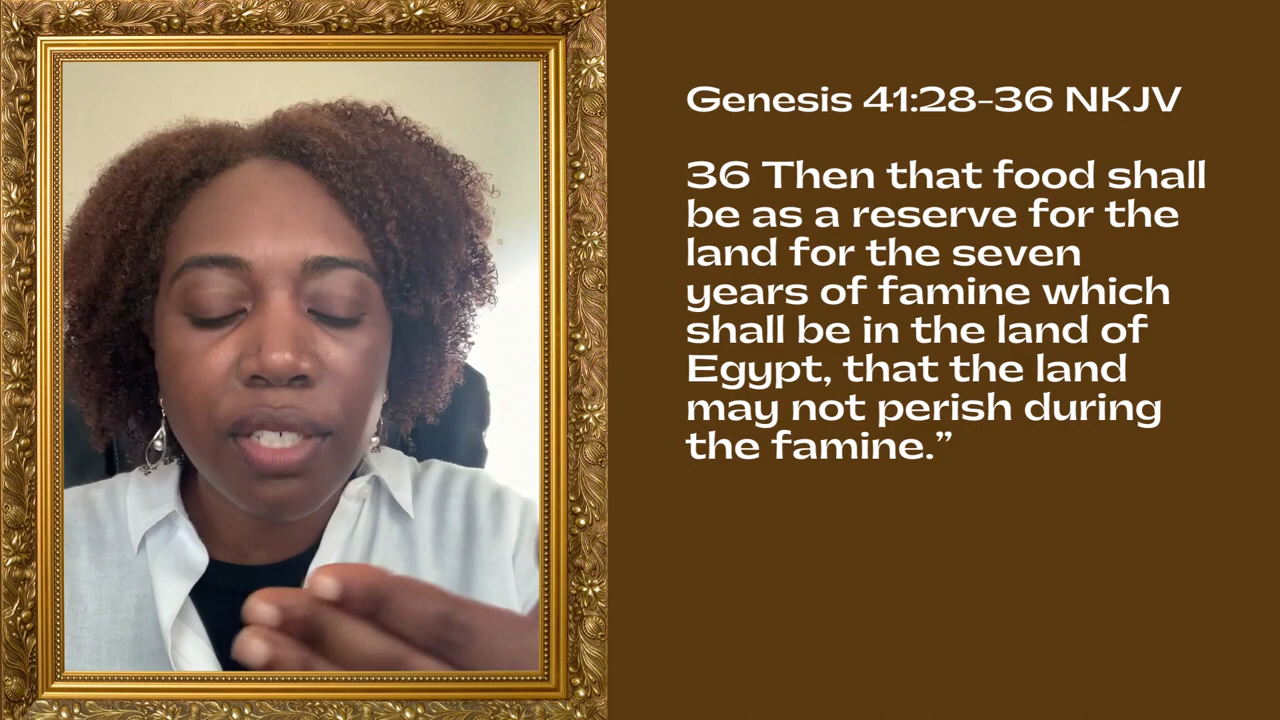 Genesis 41:28-36 NKJV
36 Then that food shall
be as a reserve for the
land for the seven
years of famine which
shall be in the land of
Egypt, that the land
may not perish during
the famine.”